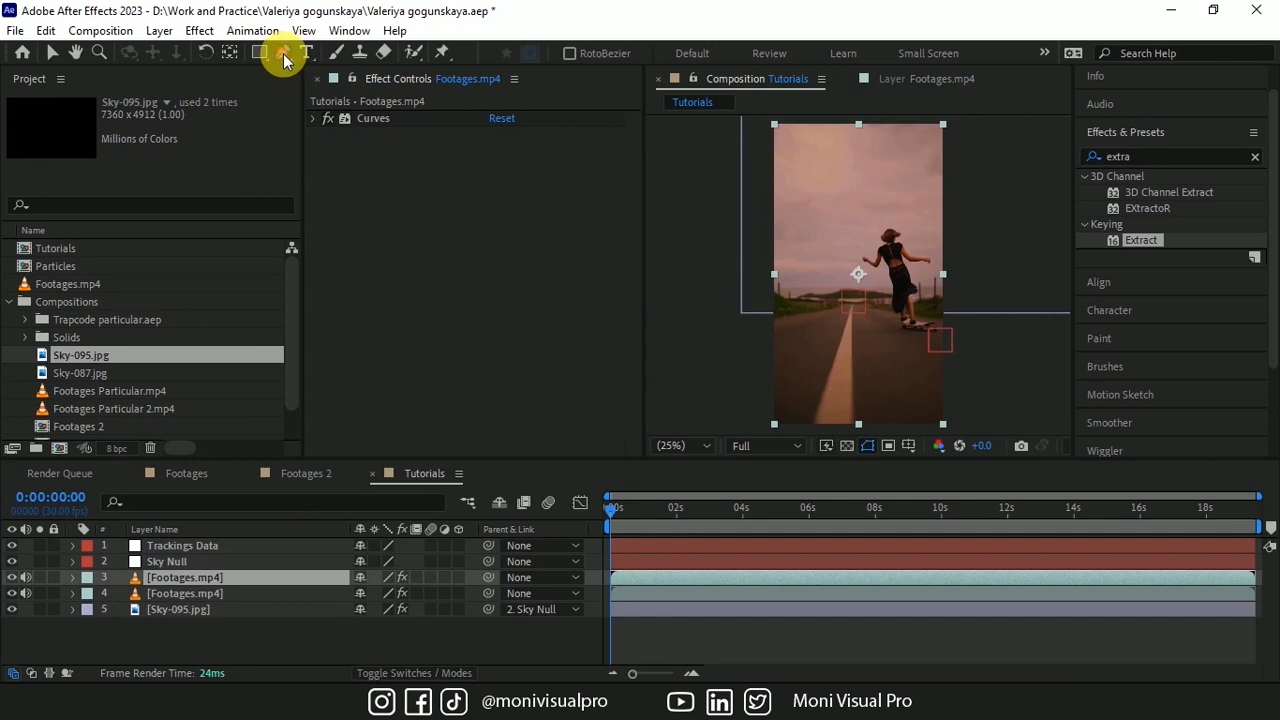 Adobe After Effects 2023 - D:\Work and Practice\Valeriya gogunskaya\Valeriya gogunskaya.aep *
File Edit Composition Layer Effect Animation View Window Help
RotoBezier Default Review Learn Small Screen Search Help
Project
Sky-095.jpg , used 2 times
7360 x 4912 (1.00)
Millions of Colors
Name
Tutorials
Particles
Footages.mp4
Compositions
Trapcode particular.aep
Solids
Sky-095.jpg
Sky-087.jpg
Footages Particular.mp4
Footages Particular 2.mp4
Footages 2
8 bpc
Effect Controls Footages.mp4
Tutorials • Footages.mp4
fx Curves Reset
Composition Tutorials
Layer Footages.mp4
Tutorials
(25%) Full +0.0
Info
Audio
Effects & Presets
extra
3D Channel
3D Channel Extract
EXtractoR
Keying
Extract
Align
Character
Paint
Brushes
Motion Sketch
Smoother
Wiggler
Render Queue Footages Footages 2 Tutorials
0:00:00:00
00000 (30.00 fps)
:00s 02s 04s 06s 08s 10s 12s 14s 16s 18s
# Layer Name fx Parent & Link
1 Trackings Data None
2 Sky Null None
3 [Footages.mp4] fx None
4 [Footages.mp4] fx None
5 [Sky-095.jpg] fx 2. Sky Null
Frame Render Time: 24ms Toggle Switches / Modes
@monivisualpro Moni Visual Pro